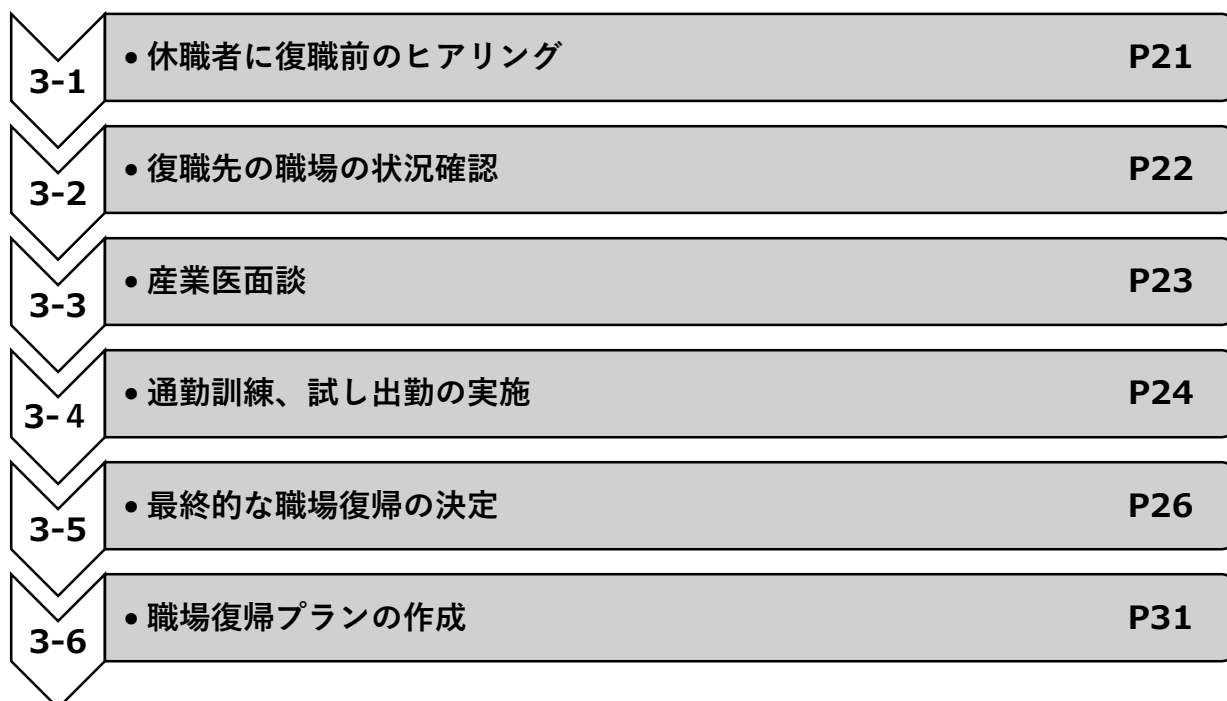 3-1 • 休職者に復職前のヒアリング P21
3-2 • 復職先の職場の状況確認 P22
3-3 • 産業医面談 P23
3-４ • 通勤訓練、試し出勤の実施 P24
3-5 • 最終的な職場復帰の決定 P26
3-6 • 職場復帰プランの作成 P31